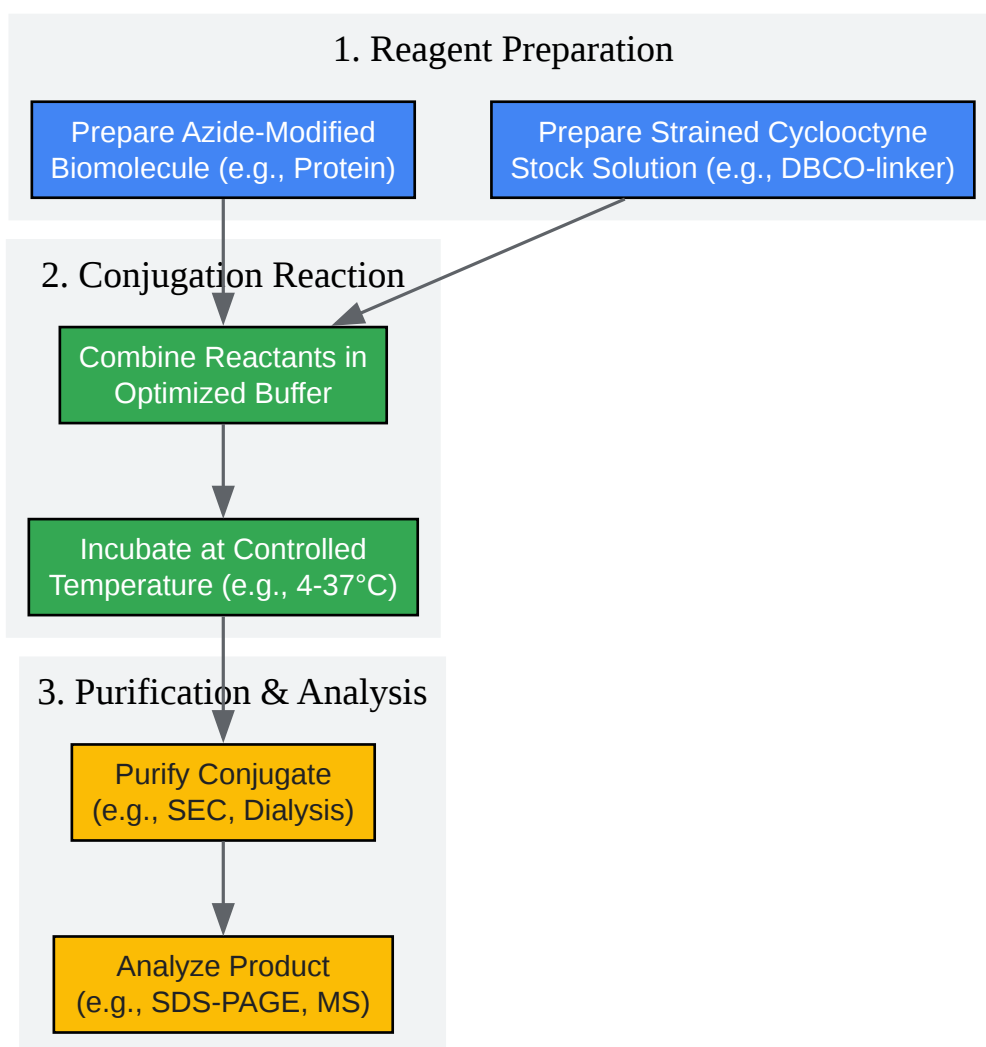 1. Reagent Preparation
Prepare Azide-Modified
Biomolecule (e.g., Protein)
Prepare Strained Cyclooctyne
Stock Solution (e.g., DBCO-linker)
2. Conjugation Reaction
Combine Reactants in
Optimized Buffer
Incubate at Controlled
Temperature (e.g., 4-37°C)
3. Purification & Analysis
Purify Conjugate
(e.g., SEC, Dialysis)
Analyze Product
(e.g., SDS-PAGE, MS)